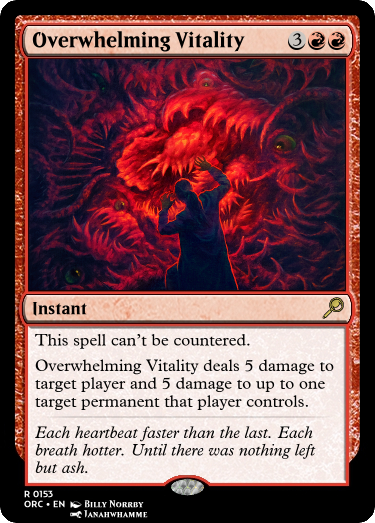 Overwhelming Vitality 3
Instant
This spell can't be countered.
Overwhelming Vitality deals 5 damage to
target player and 5 damage to up to one
target permanent that player controls.
Each heartbeat faster than the last. Each
breath hotter. Until there was nothing left
but ash.
R 0153
ORC • EN Billy Norrby
Janahwhamme